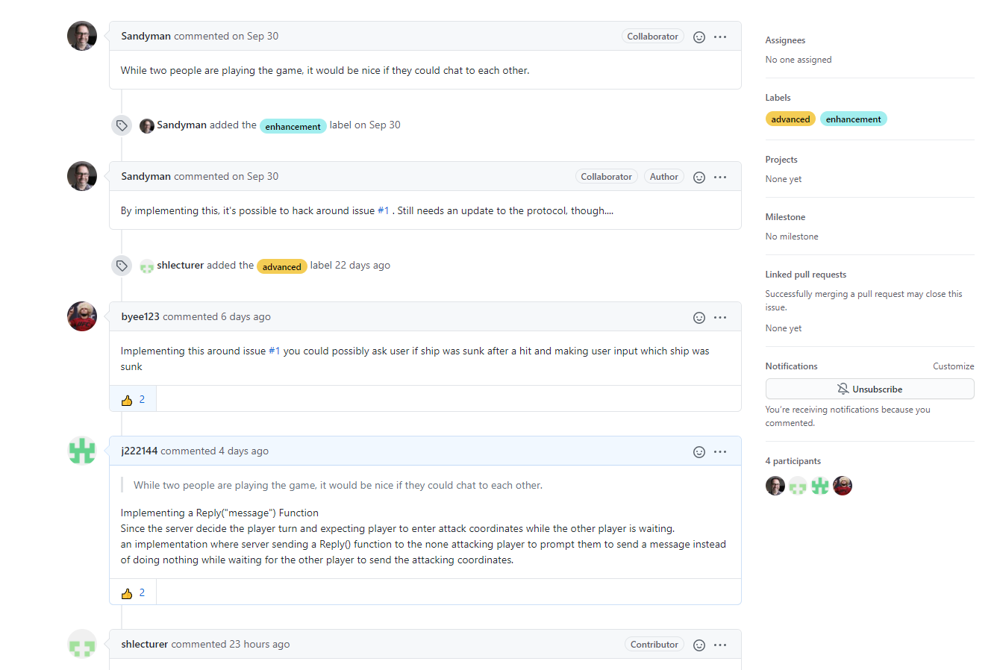 Sandyman commented on Sep 30
Collaborator
While two people are playing the game, it would be nice if they could chat to each other.
Sandyman added the enhancement label on Sep 30
Sandyman commented on Sep 30
Collaborator
Author
By implementing this, it's possible to hack around issue #1 . Still needs an update to the protocol, though....
shlecturer added the advanced label 22 days ago
byee123 commented 6 days ago
Implementing this around issue #1 you could possibly ask user if ship was sunk after a hit and making user input which ship was
sunk
2
j222144 commented 4 days ago
While two people are playing the game, it would be nice if they could chat to each other.
Implementing a Reply("message") Function
Since the server decide the player turn and expecting player to enter attack coordinates while the other player is waiting.
an implementation where server sending a Reply() function to the none attacking player to prompt them to send a message instead
of doing nothing while waiting for the other player to send the attacking coordinates.
2
shlecturer commented 23 hours ago
Contributor
Assignees
No one assigned
Labels
advanced enhancement
Projects
None yet
Milestone
No milestone
Linked pull requests
Successfully merging a pull request may close this
issue.
None yet
Notifications
Customize
Unsubscribe
You're receiving notifications because you
commented.
4 participants